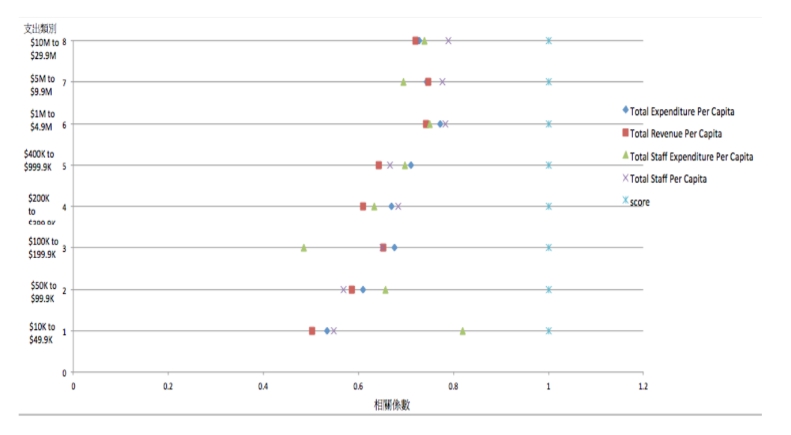 支出類別
$10M to 8
$29.9M
$5M to 7
$9.9M
$1M to 6
$4.9M
$400K to 5
$999.9K
$200K
to 4
$100K to 3
$199.9K
$50K to 2
$99.9K
$10K to 1
$49.9K
0
0 0.2 0.4 0.6 0.8 1 1.2
相關係數
Total Expenditure Per Capita
Total Revenue Per Capita
Total Staff Expenditure Per Capita
Total Staff Per Capita
score